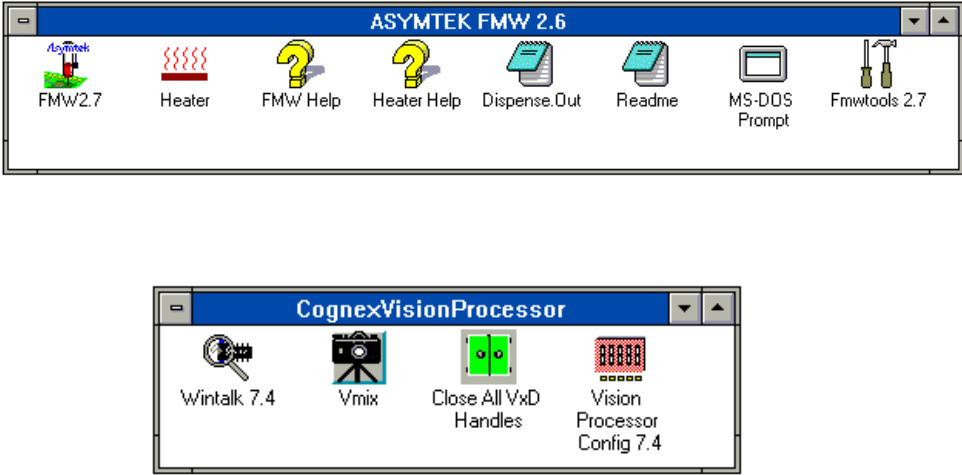 ASYMTEK FMW 2.6
Asymtek
FMW2.7
Heater
FMW Help
Heater Help
Dispense.Out
Readme
MS-DOS
Prompt
Fmwtools 2.7
CognexVisionProcessor
Wintalk 7.4
Vmix
Close All VxD
Handles
Vision
Processor
Config 7.4